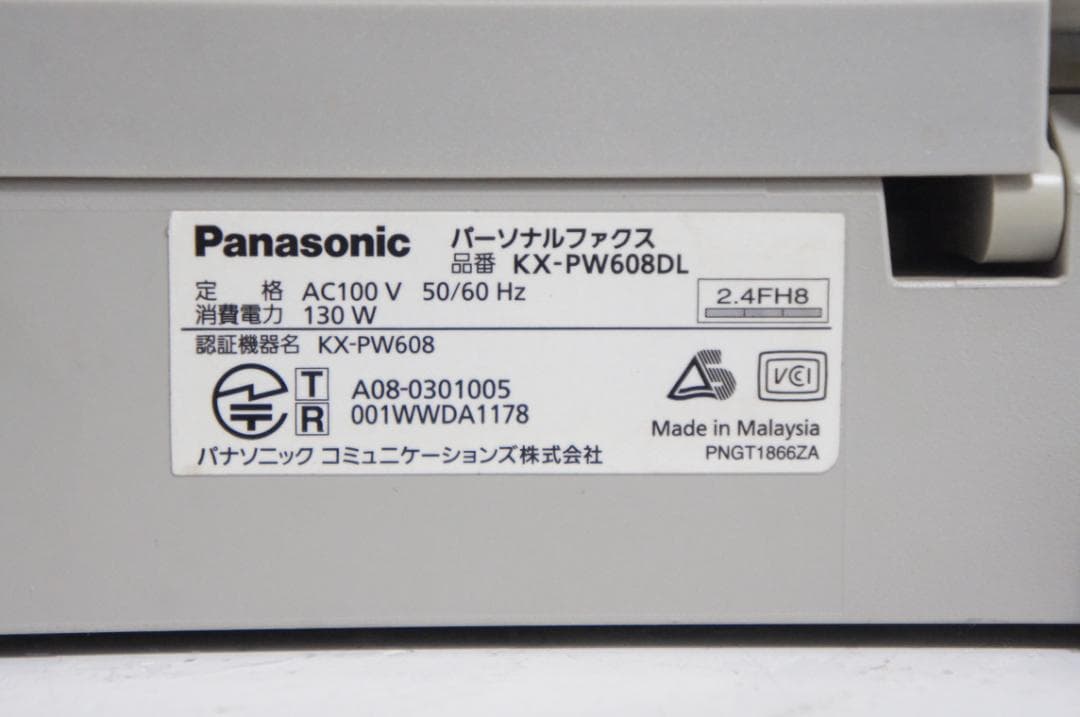 Panasonic パーソナルファクス
品番 KX-PW608DL
定 格 AC100 V 50/60 Hz
消費電力 130 W
2.4FH8
認証機器名 KX-PW608
T A08-0301005
R 001WWDA1178
VCI
Made in Malaysia
パナソニック コミュニケーションズ株式会社 PNGT1866ZA